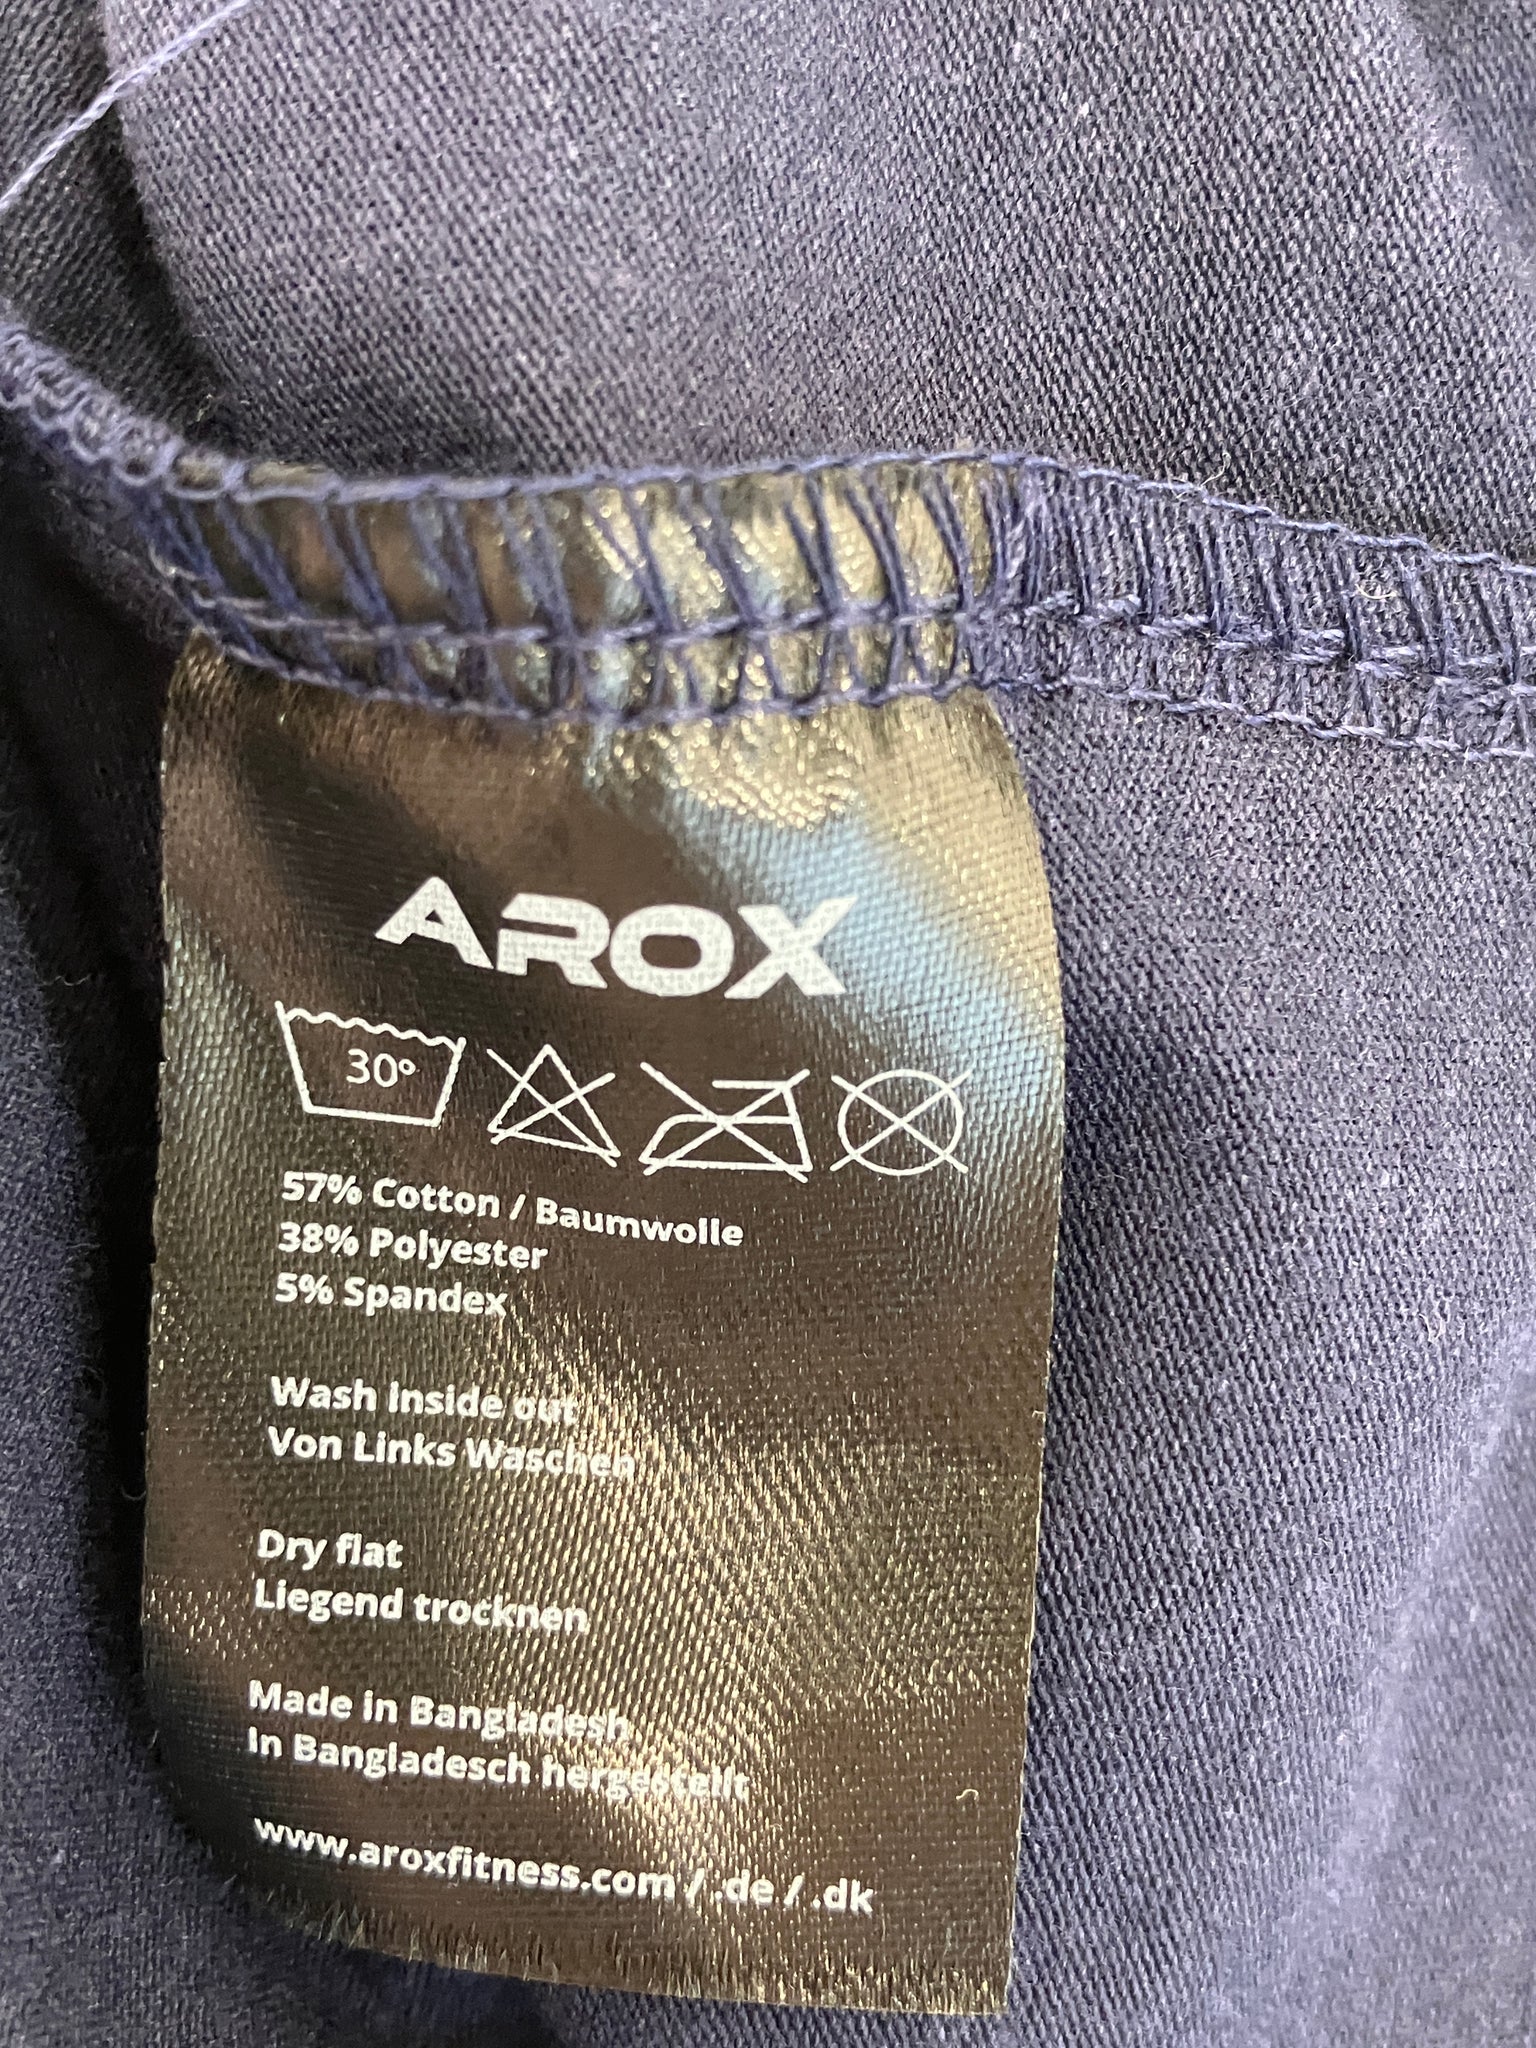 AROX
30°
57% Cotton / Baumwolle
38% Polyester
5% Spandex
Wash inside out
Von Links Waschen
Dry flat
Liegend trocknen
Made in Bangladesh
In Bangladesch hergestellt
www.aroxfitness.com / .de / .dk